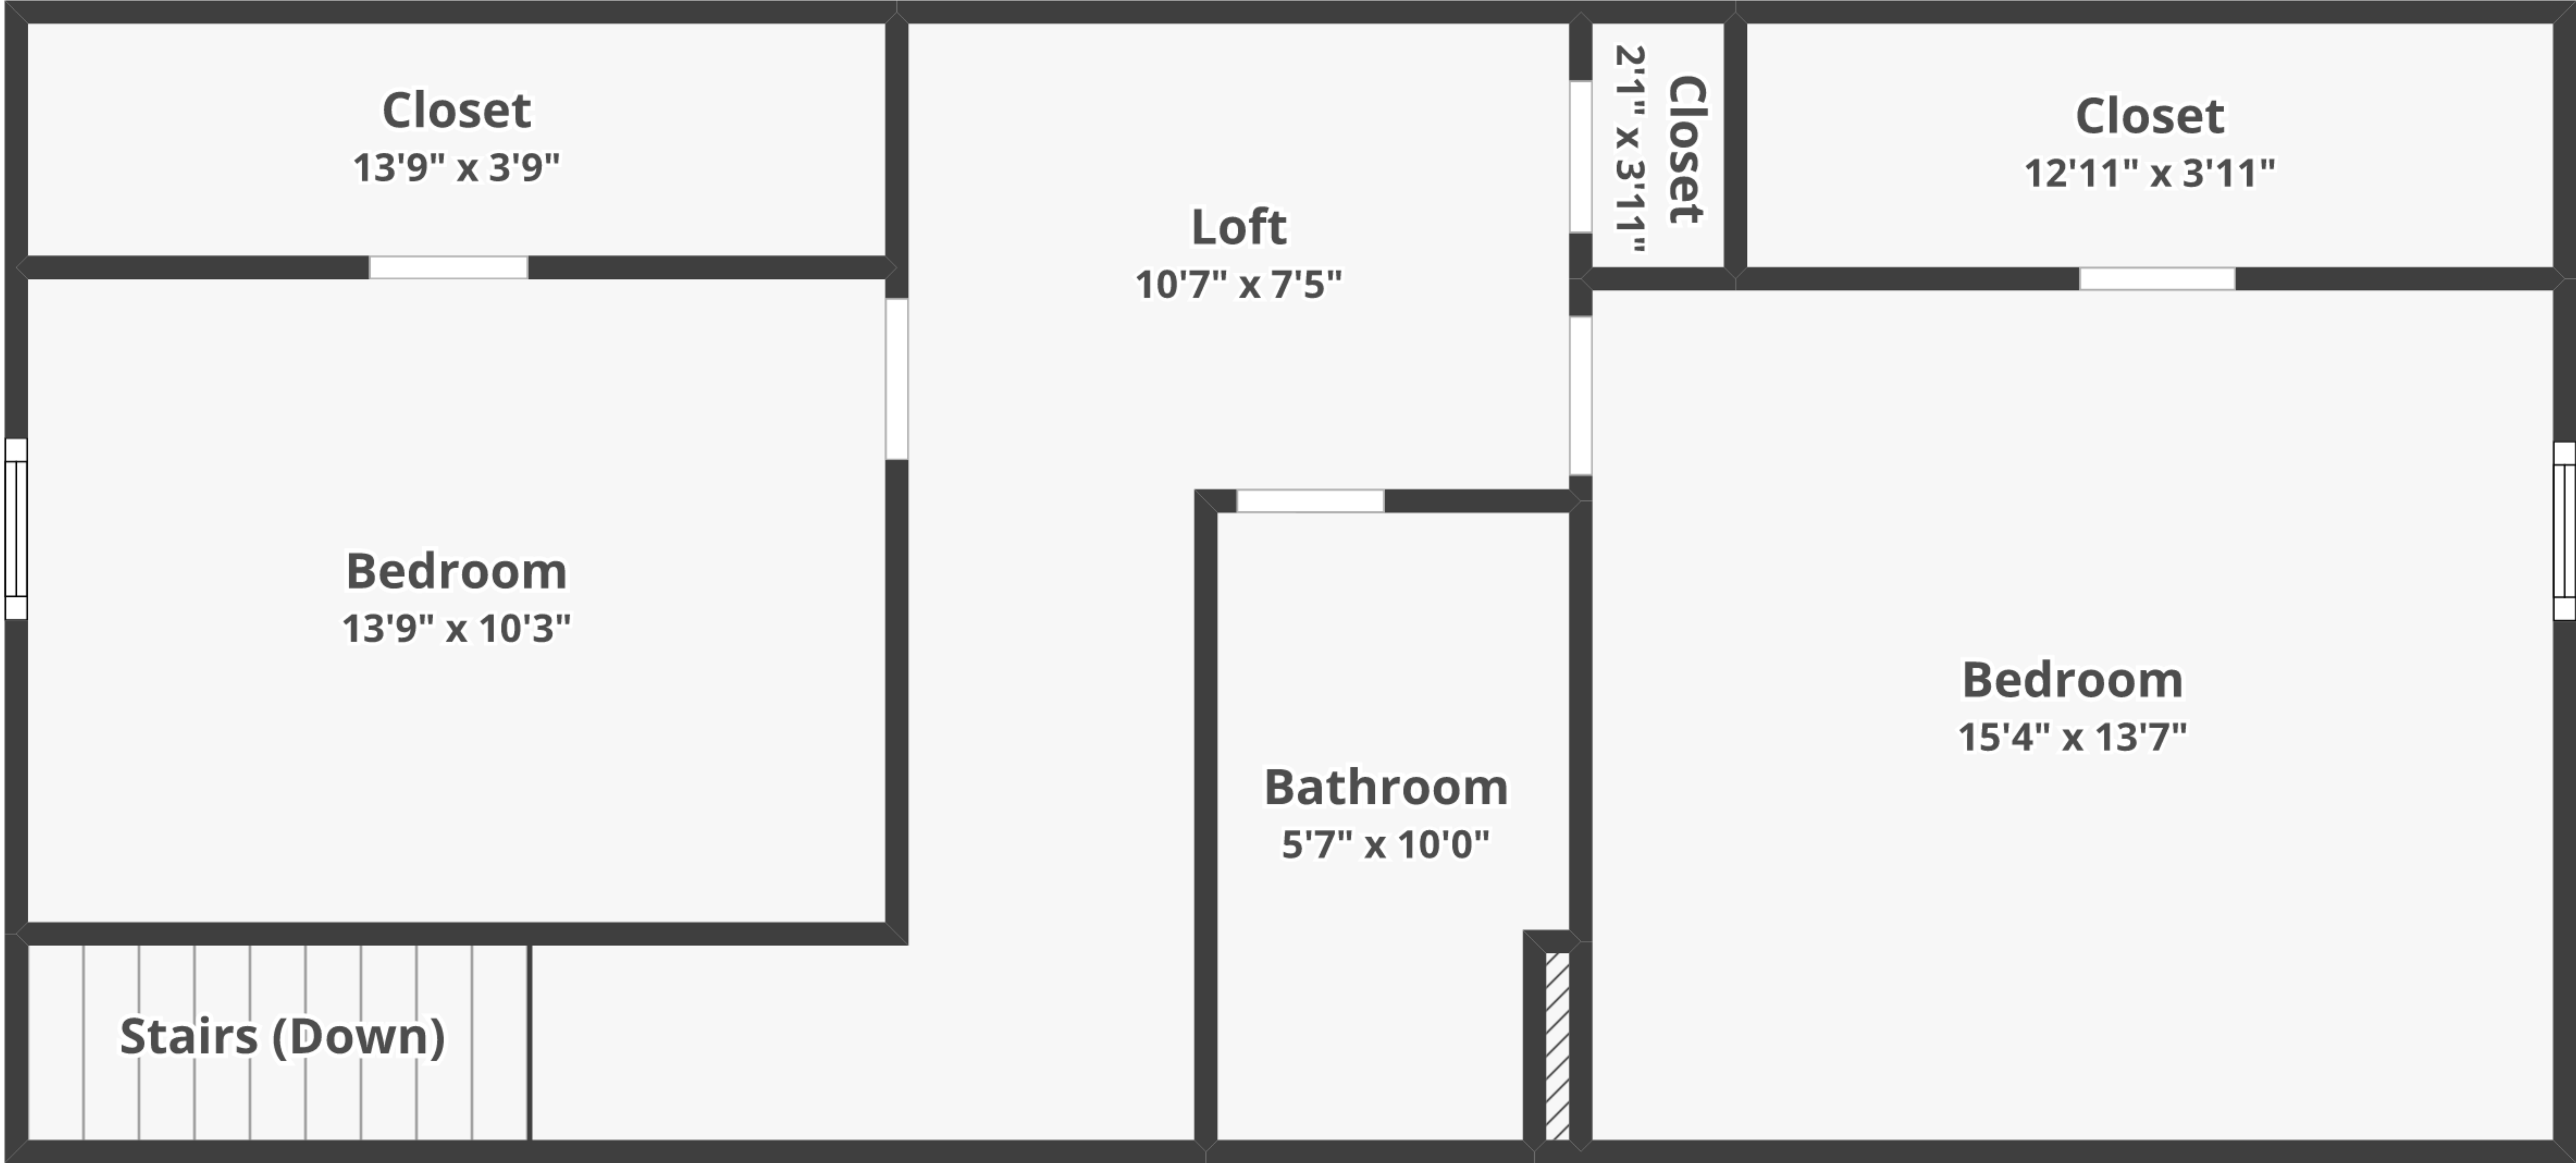 Closet
13'9" x 3'9"
Loft
10'7" x 7'5"
Closet
2'1" x 3'11"
Closet
12'11" x 3'11"
Bedroom
13'9" x 10'3"
Bedroom
15'4" x 13'7"
Bathroom
5'7" x 10'0"
Stairs (Down)